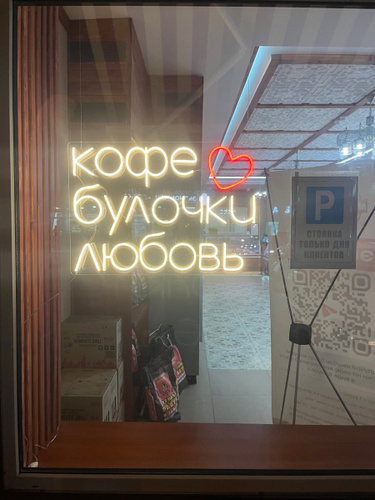 кофе
булочки
любовь
P
СТОЯНКА
ТОЛЬКО ДЛЯ
КЛИЕНТОВ